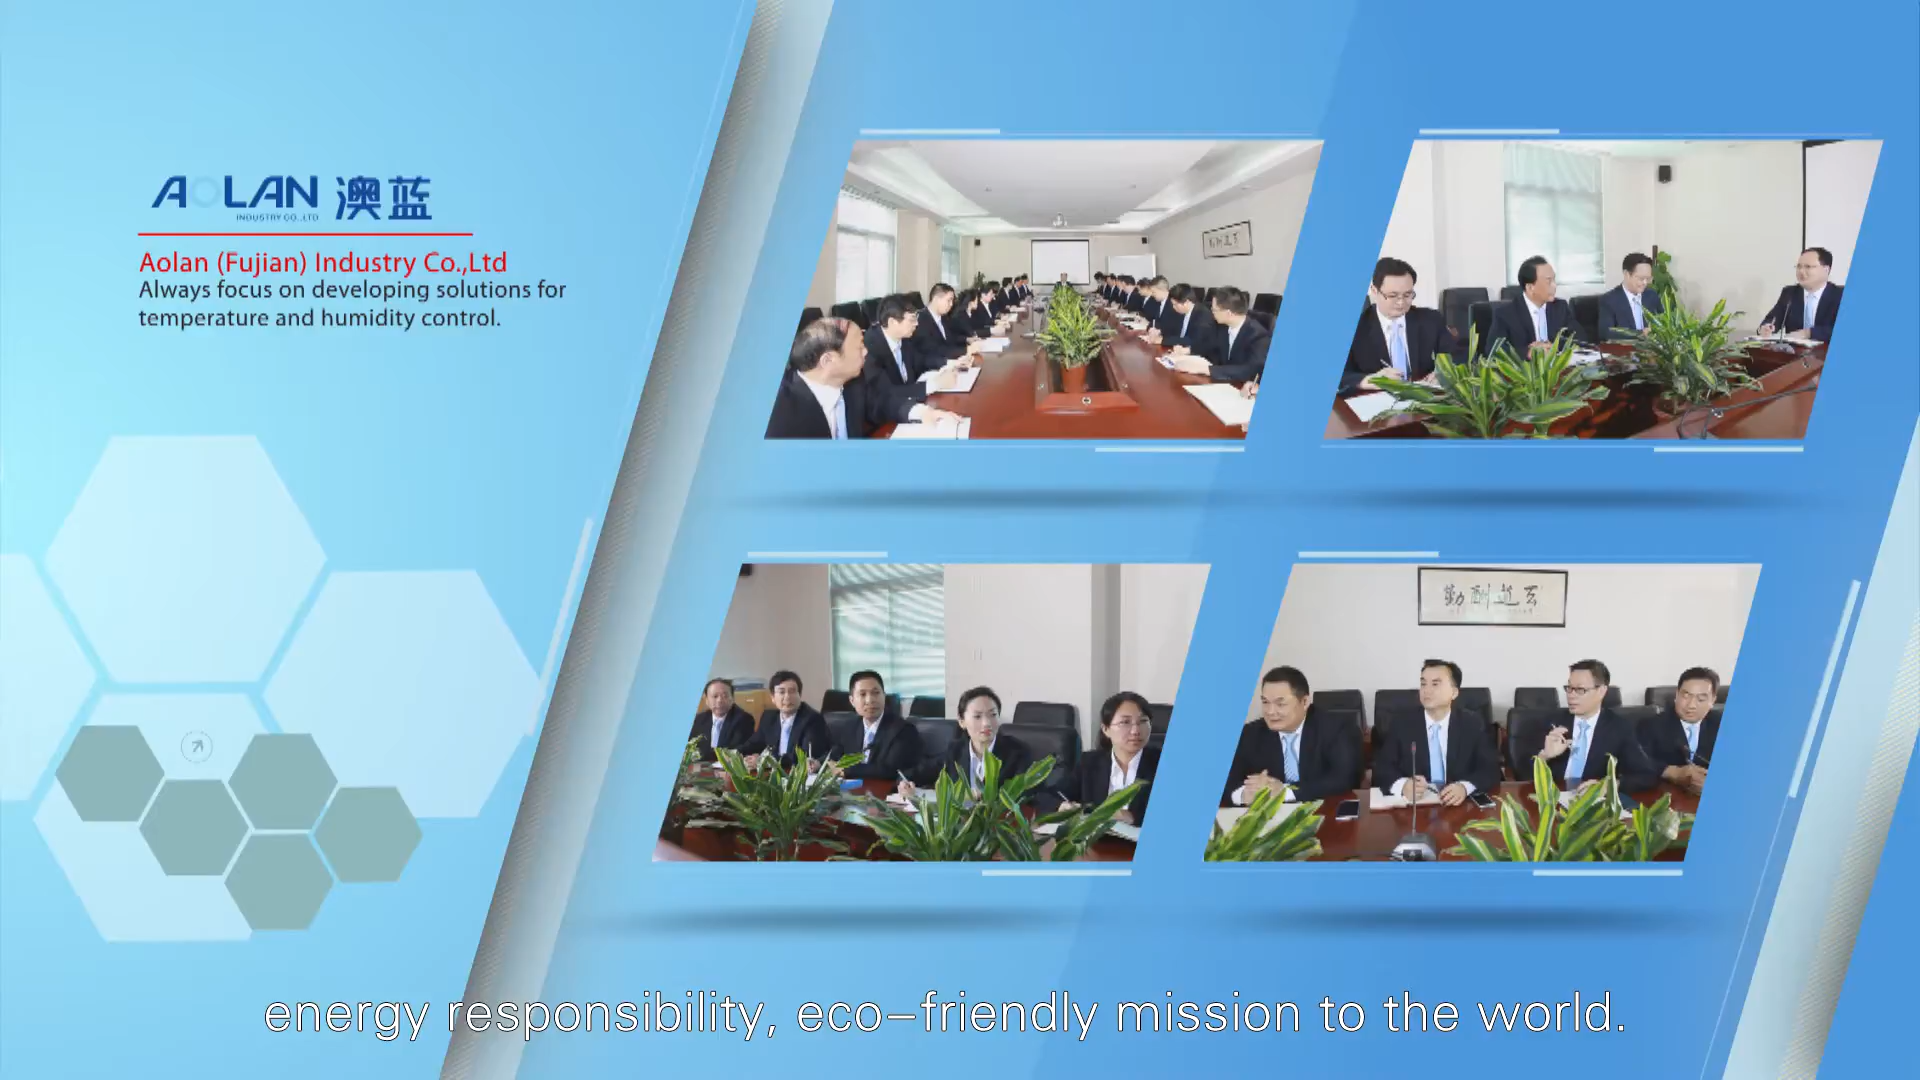 AOLAN 澳蓝
INDUSTRY CO.,LTD
Aolan (Fujian) Industry Co.,Ltd
Always focus on developing solutions for
temperature and humidity control.
energy responsibility, eco-friendly mission to the world.